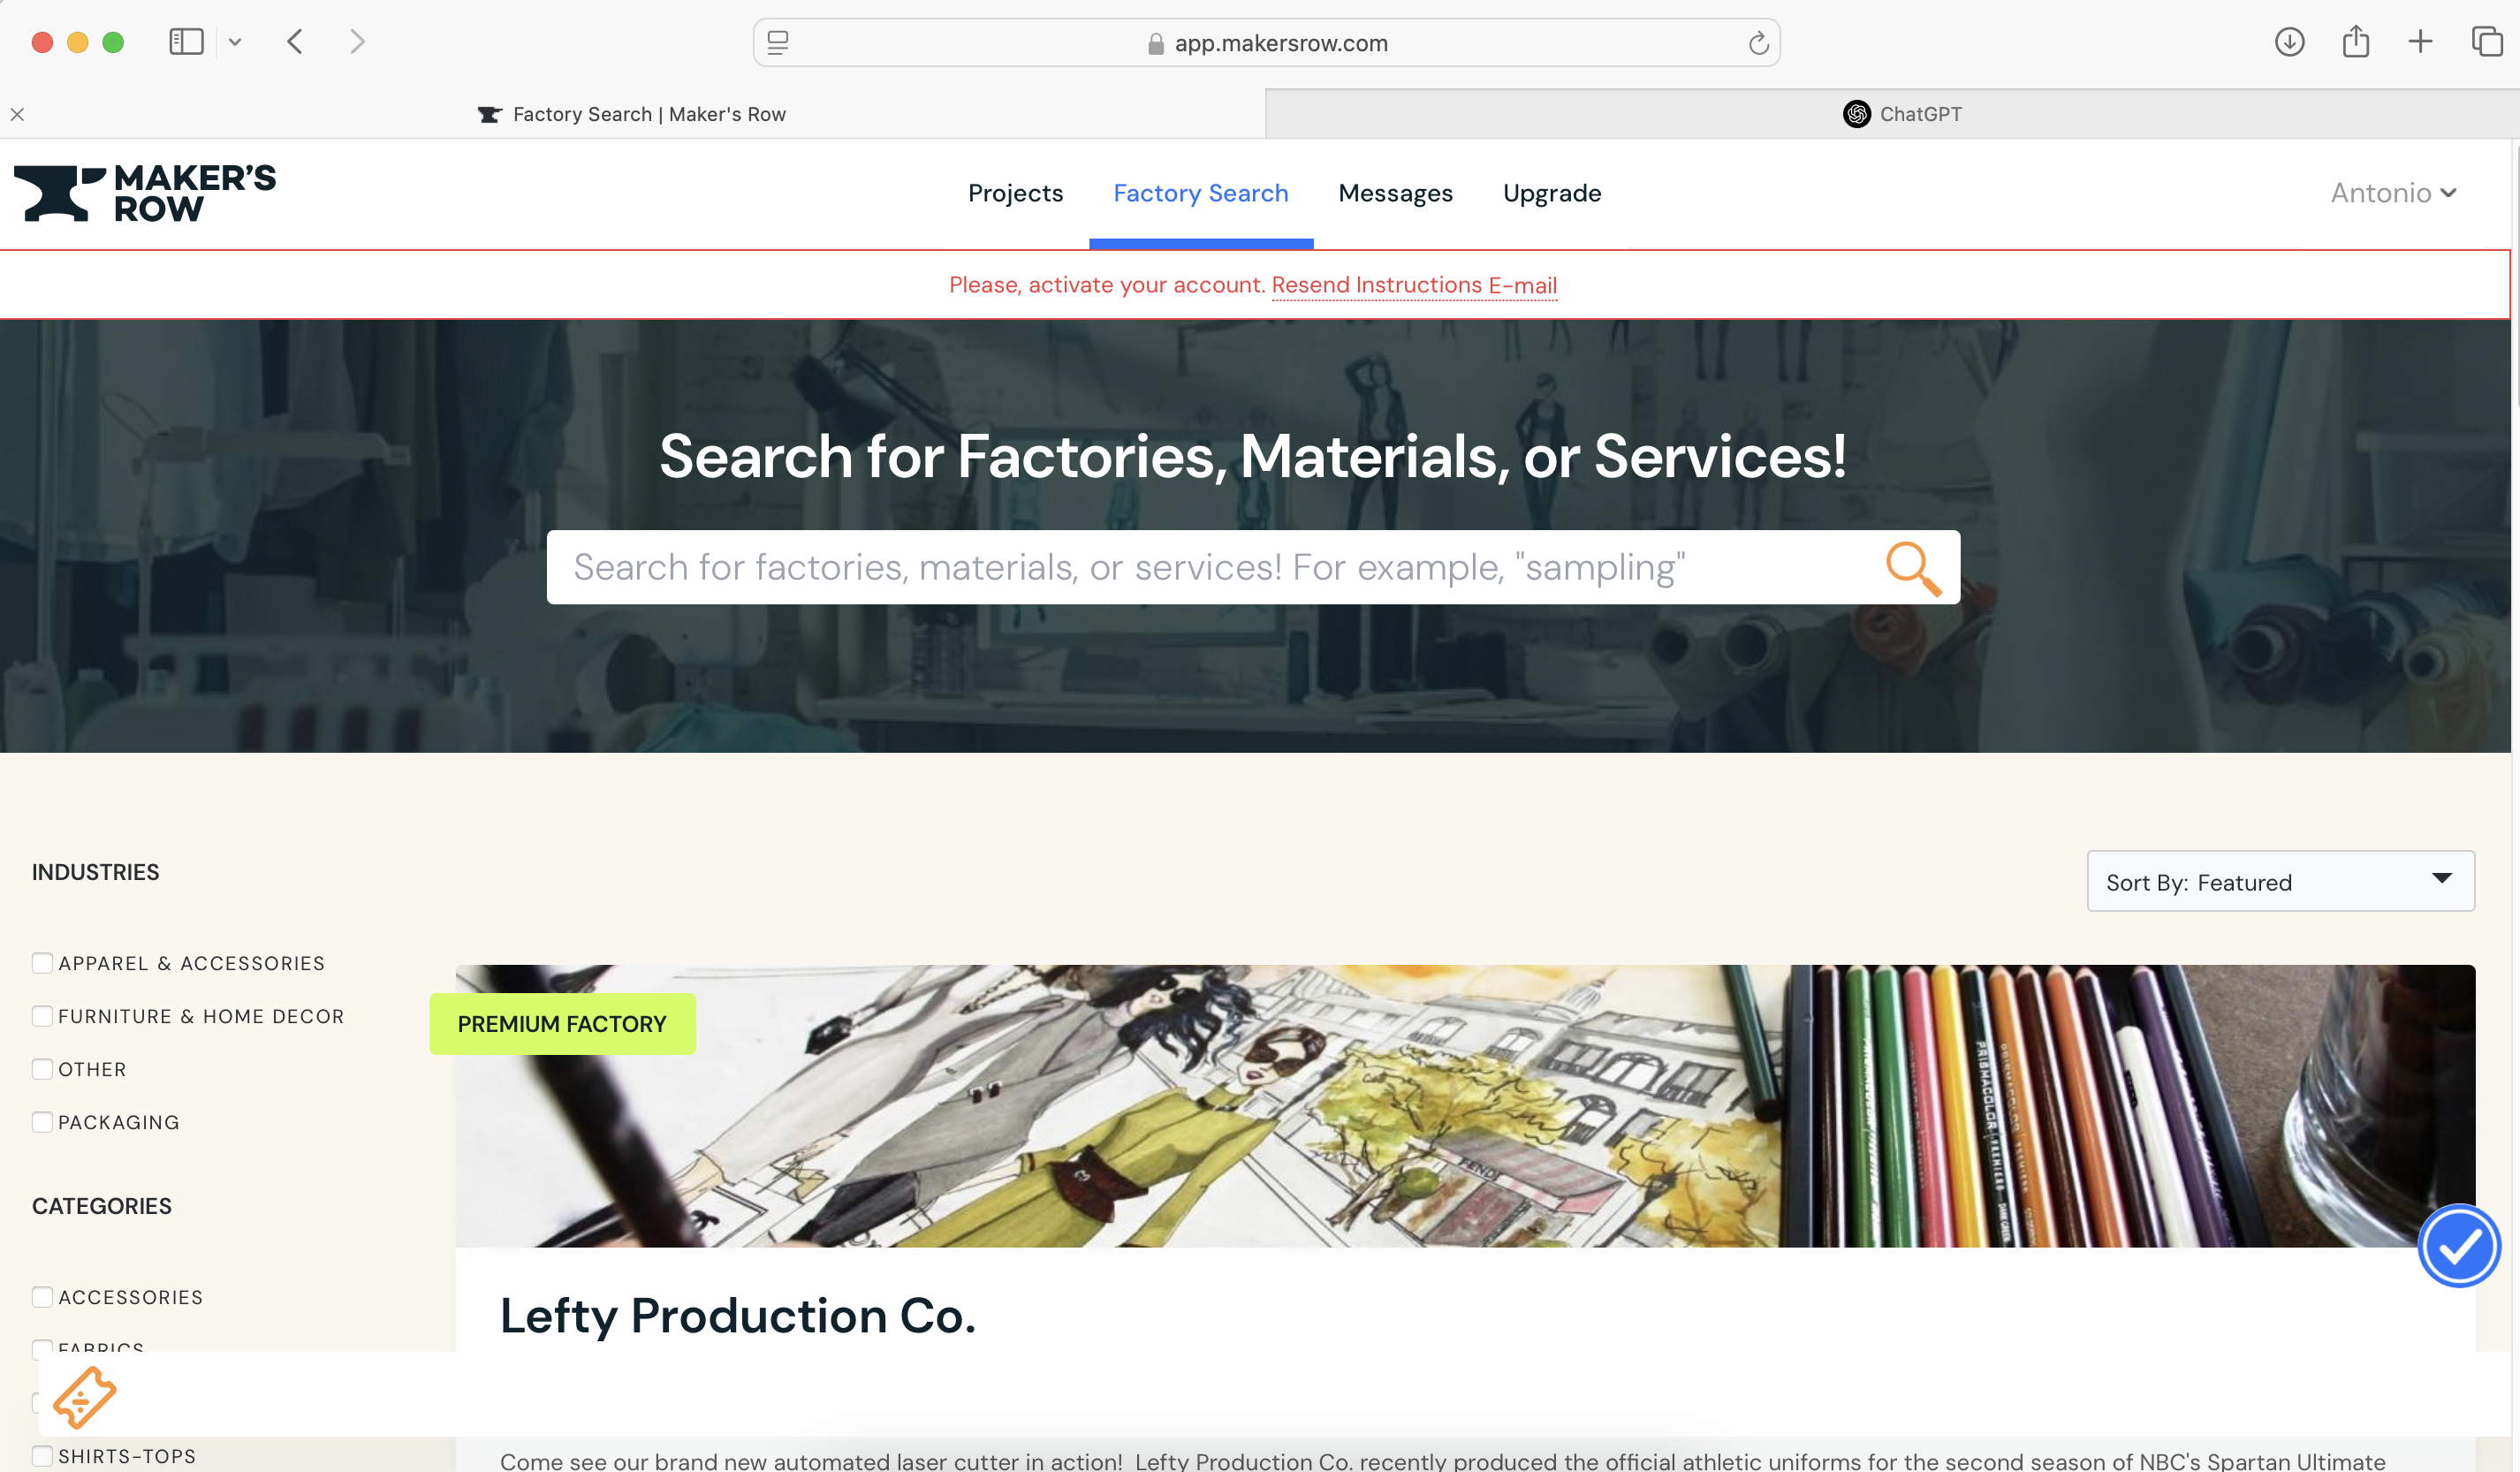 app.makersrow.com
Factory Search | Maker's Row
ChatGPT
MAKER'S
ROW
Projects
Factory Search
Messages
Upgrade
Antonio
Please, activate your account. Resend Instructions E-mail
Search for Factories, Materials, or Services!
Search for factories, materials, or services! For example, "sampling"
INDUSTRIES
Sort By: Featured
APPAREL & ACCESSORIES
FURNITURE & HOME DECOR
OTHER
PACKAGING
PREMIUM FACTORY
FENDI
PRISMACOLOR PREMIER
CATEGORIES
ACCESSORIES
FABRICS
SHIRTS-TOPS
Lefty Production Co.
Come see our brand new automated laser cutter in action! Lefty Production Co. recently produced the official athletic uniforms for the second season of NBC's Spartan Ultimate